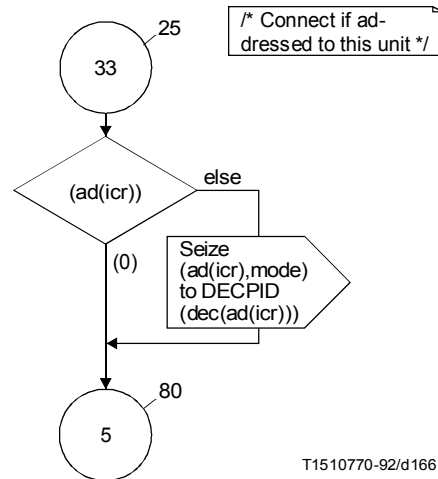 25
/* Connect if ad-
dressed to this unit */
33
(ad(icr))
else
(0)
Seize
(ad(icr),mode)
to DECPID
(dec(ad(icr)))
80
5
T1510770-92/d166